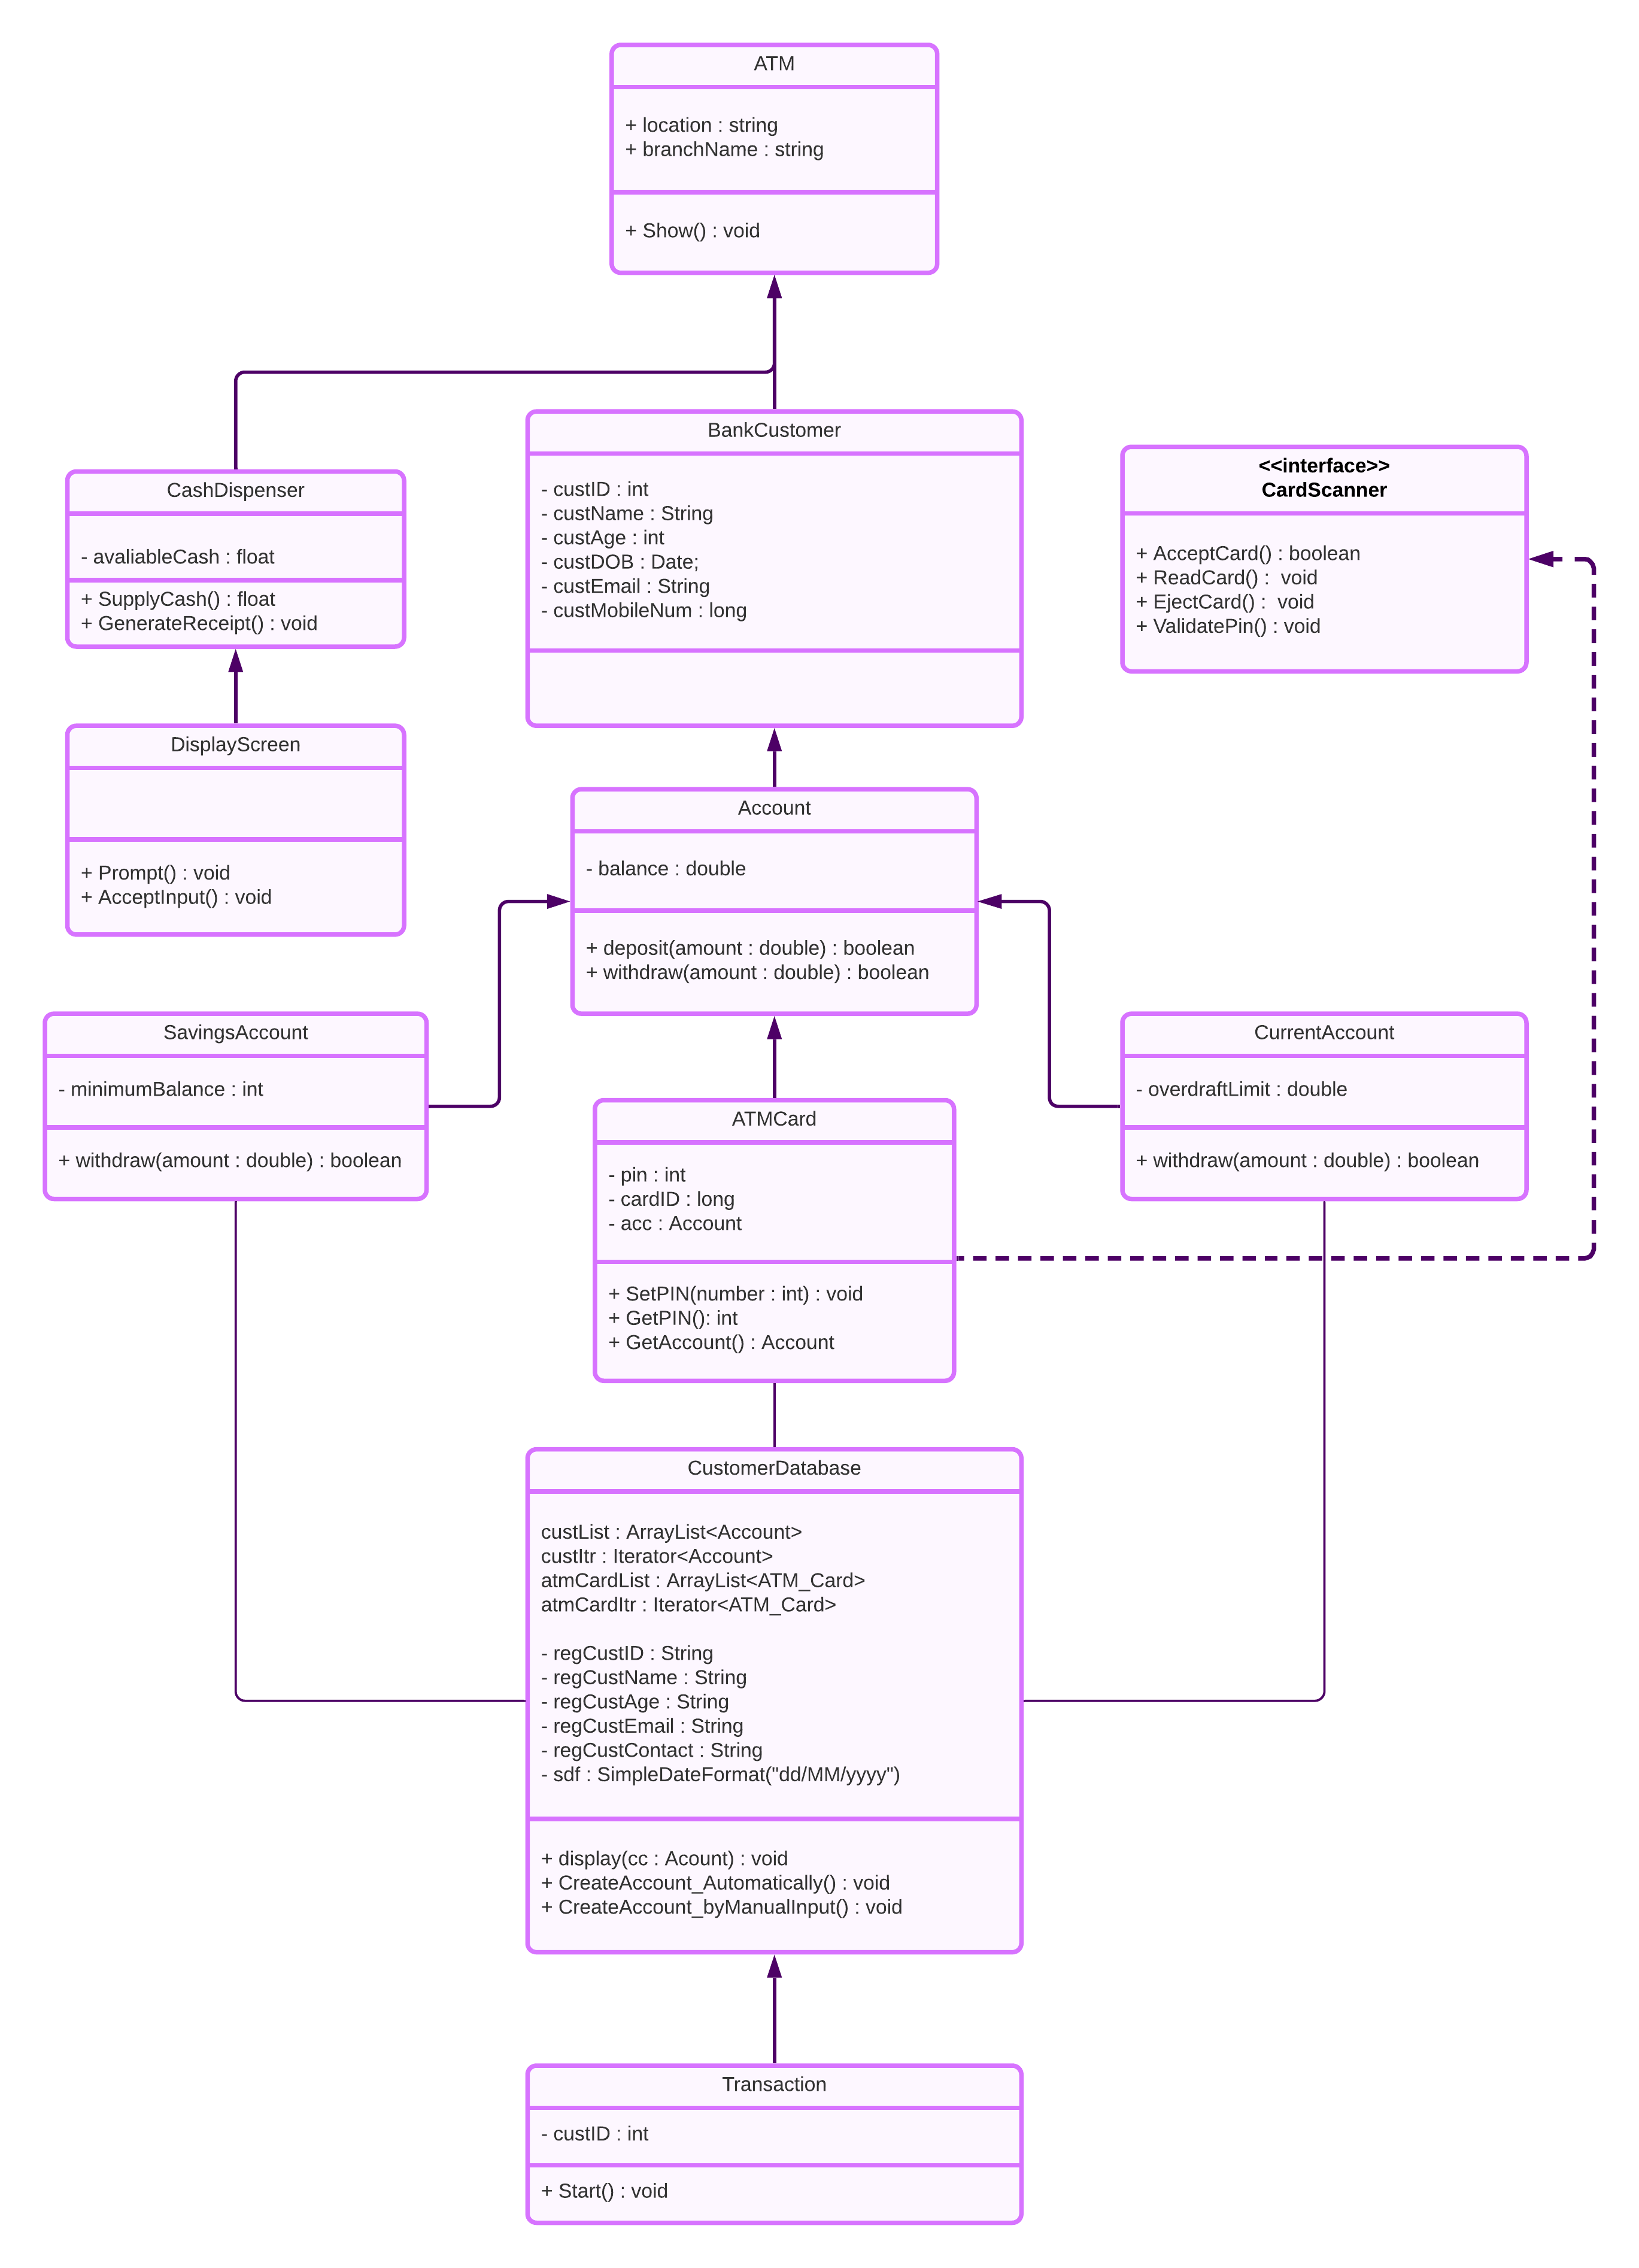 ATM
+ location : string
+ branchName : string
+ Show() : void
BankCustomer
- custID : int
- custName : String
- custAge : int
- custDOB : Date;
- custEmail : String
- custMobileNum : long
<<interface>>
CardScanner
+ AcceptCard() : boolean
+ ReadCard() :  void
+ EjectCard() :  void
+ ValidatePin() : void
CashDispenser
- avaliableCash : float
+ SupplyCash() : float
+ GenerateReceipt() : void
DisplayScreen
+ Prompt() : void
+ AcceptInput() : void
Account
- balance : double
+ deposit(amount : double) : boolean
+ withdraw(amount : double) : boolean
SavingsAccount
- minimumBalance : int
+ withdraw(amount : double) : boolean
CurrentAccount
- overdraftLimit : double
+ withdraw(amount : double) : boolean
ATMCard
- pin : int
- cardID : long
- acc : Account
+ SetPIN(number : int) : void
+ GetPIN(): int
+ GetAccount() : Account
CustomerDatabase
custList : ArrayList<Account>
custItr : Iterator<Account>
atmCardList : ArrayList<ATM_Card>
atmCardItr : Iterator<ATM_Card>
- regCustID : String
- regCustName : String
- regCustAge : String
- regCustEmail : String
- regCustContact : String
- sdf : SimpleDateFormat("dd/MM/yyyy")
+ display(cc : Acount) : void
+ CreateAccount_Automatically() : void
+ CreateAccount_byManualInput() : void
Transaction
- custID : int
+ Start() : void